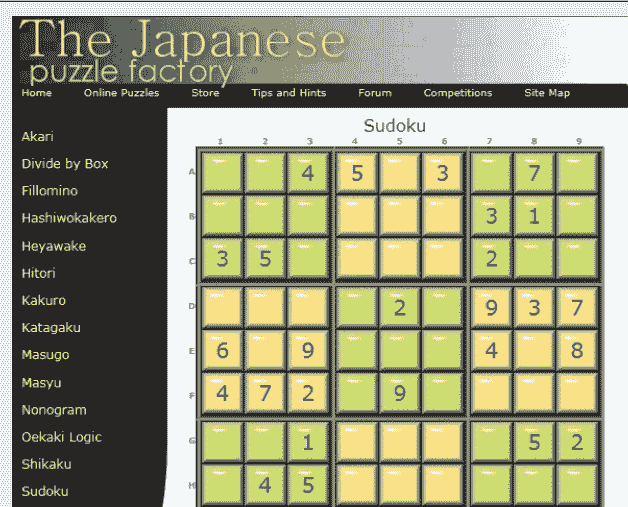 The Japanese
puzzle factory
Home Online Puzzles Store Tips and Hints Forum Competitions Site Map
Sudoku
1 2 3 4 5 6 7 8 9
Akari
Divide by Box
Fillomino
Hashiwokakero
Heyawake
Hitori
Kakuro
Katagaku
Masugo
Masyu
Nonogram
Oekaki Logic
Shikaku
Sudoku
A 4 5 3 7
B 3 1
C 3 5 2
D 2 9 3 7
E 6 9 4 8
F 4 7 2 9
G 1 5 2
H 4 5